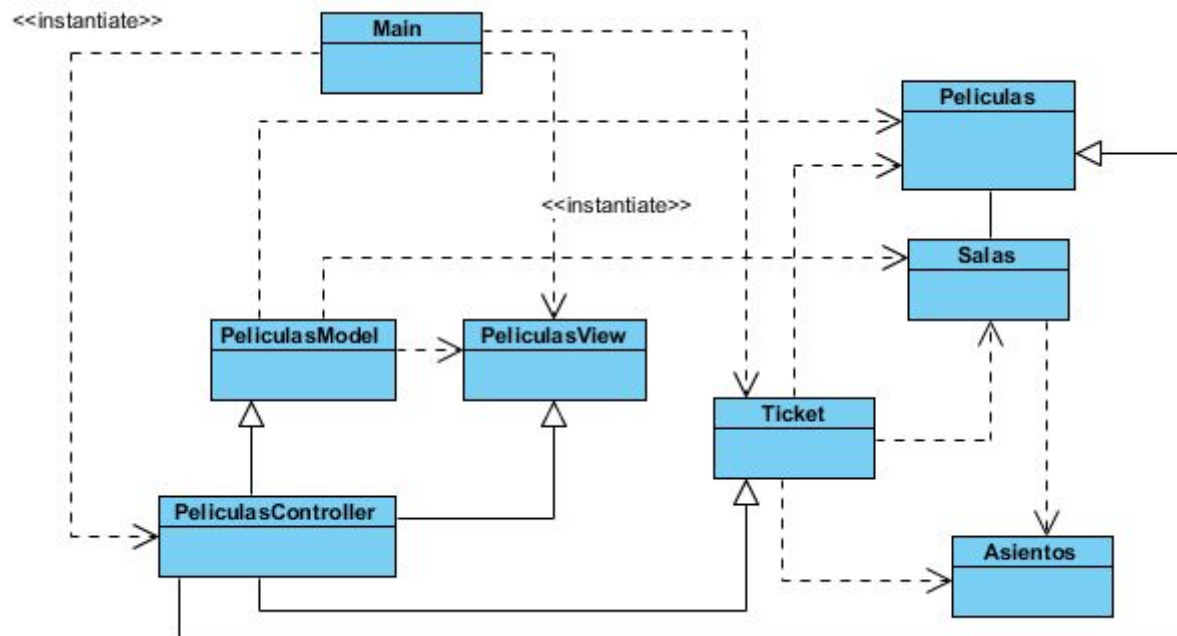 <<instantiate>>
Main
Peliculas
<<instantiate>>
Salas
PeliculasModel
PeliculasView
Ticket
PeliculasController
Asientos